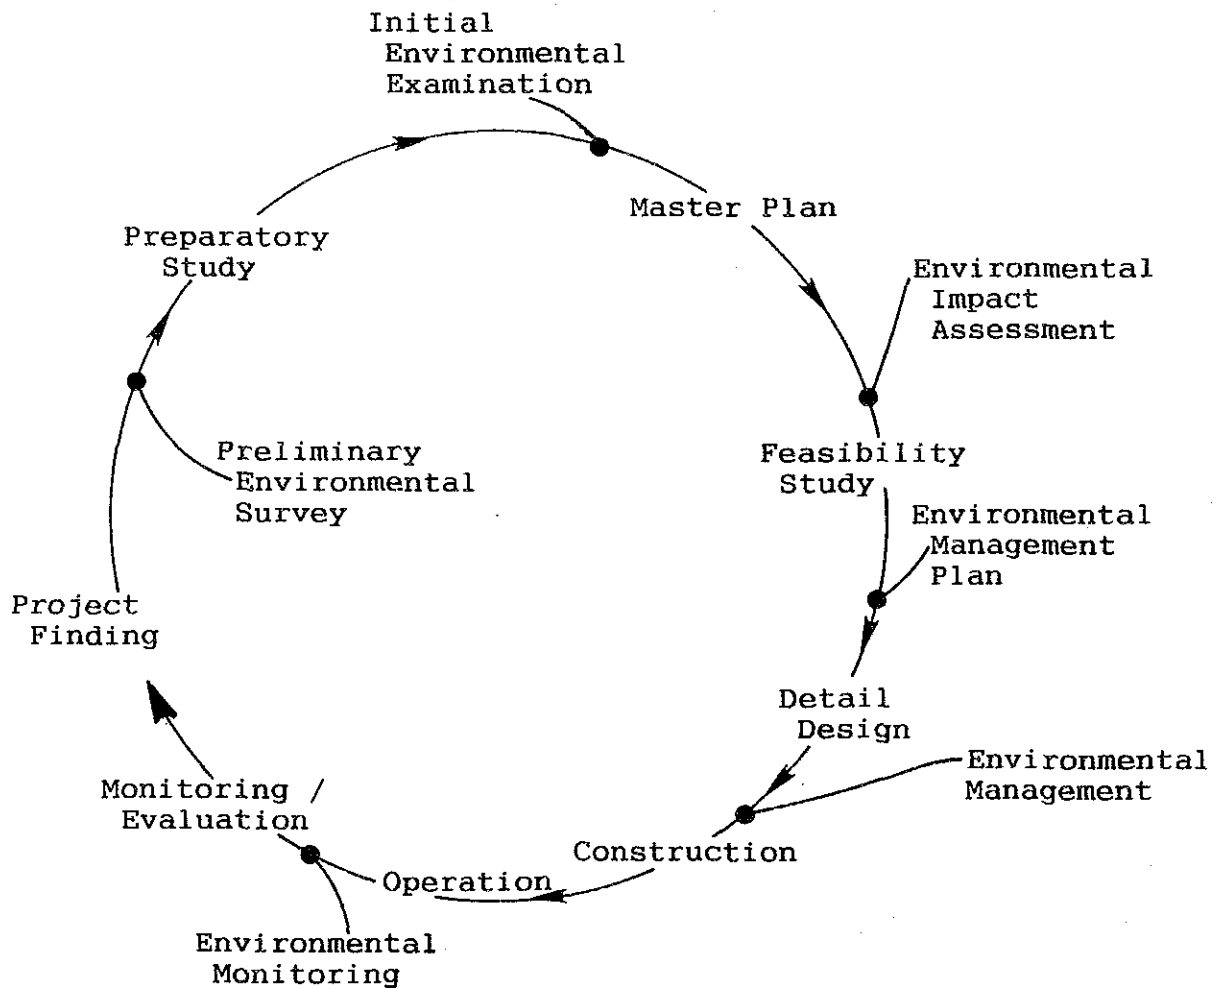 Initial
Environmental
Examination
Master Plan
Preparatory
Study
Environmental
Impact
Assessment
Preliminary
Environmental
Survey
Feasibility
Study
Environmental
Management
Plan
Project
Finding
Detail
Design
Environmental
Management
Monitoring /
Evaluation
Construction
Operation
Environmental
Monitoring